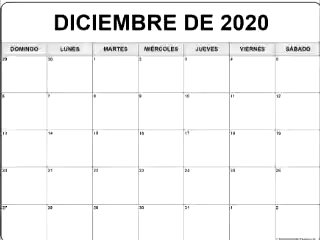 DICIEMBRE DE 2020
DOMINGO LUNES MARTES MIÉRCOLES JUEVES VIERNES SÁBADO
29 30 1 2 3 4 5
6 7 8 9 10 11 12
13 14 15 16 17 18 19
20 21 22 23 24 25 26
27 28 29 30 31 1 2